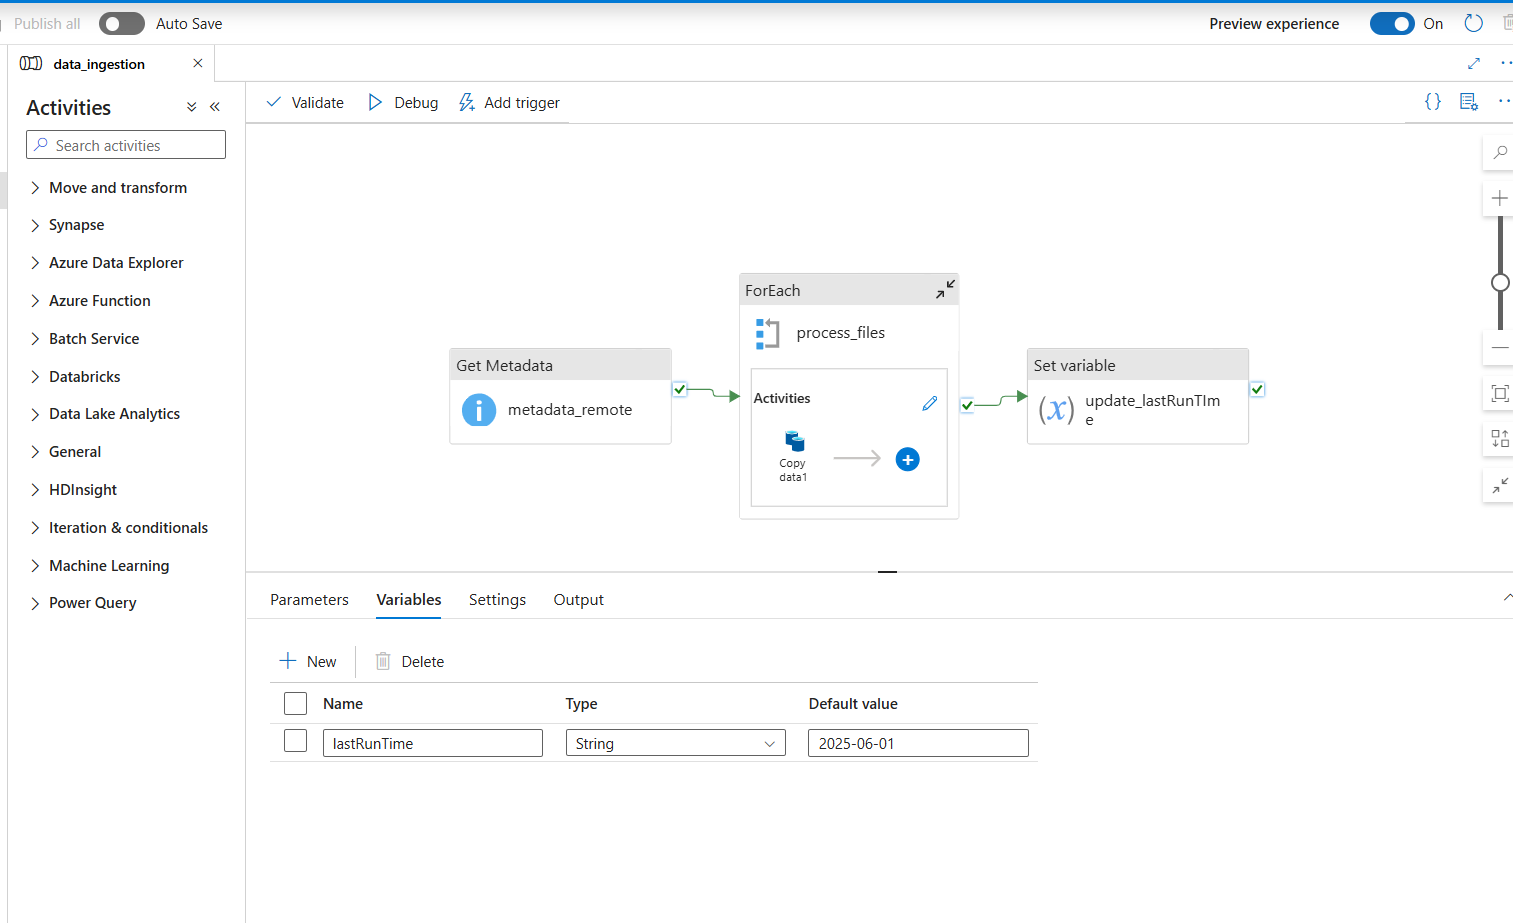 Publish all
Auto Save
Preview experience
On
data_ingestion
Activities
Validate
Debug
Add trigger
{}
Search activities
Move and transform
Synapse
Azure Data Explorer
Azure Function
Batch Service
Databricks
Data Lake Analytics
General
HDInsight
Iteration & conditionals
Machine Learning
Power Query
Get Metadata
metadata_remote
ForEach
process_files
Activities
Copy
data1
Set variable
(x)
update_lastRunTIm
e
Parameters
Variables
Settings
Output
New
Delete
Name
Type
Default value
lastRunTime
String
2025-06-01